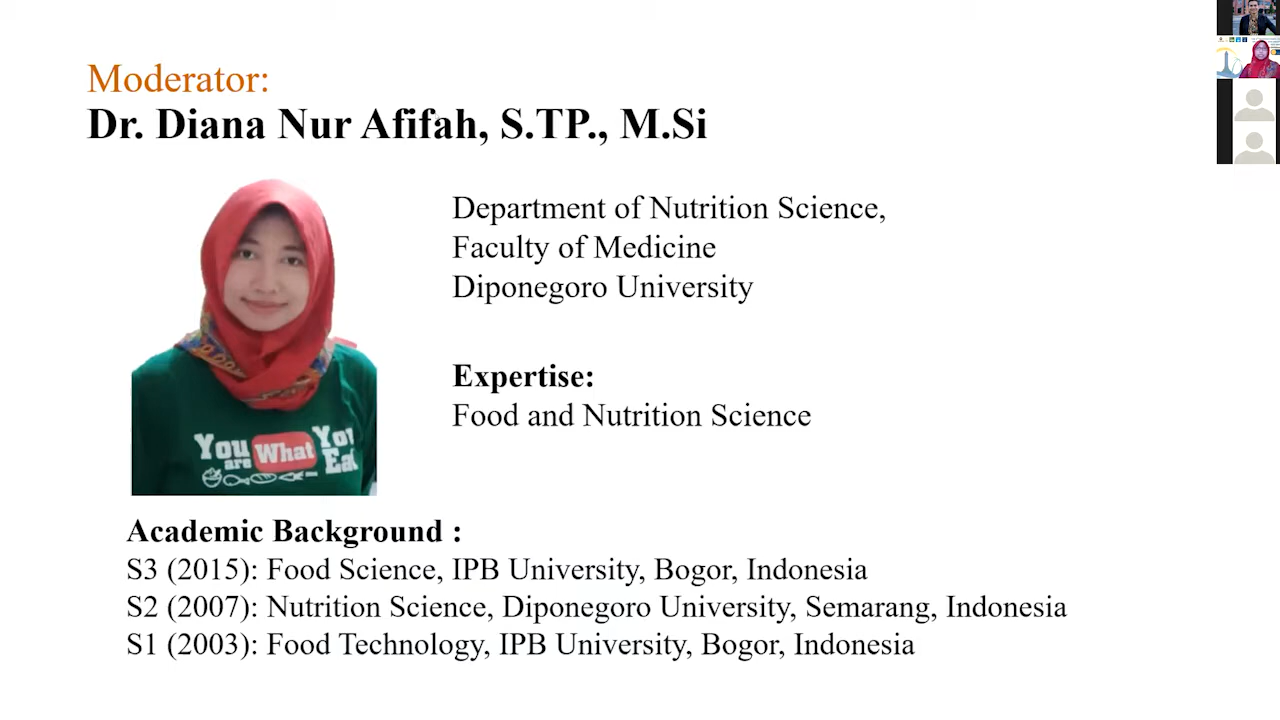 Moderator:
Dr. Diana Nur Afifah, S.TP., M.Si
Department of Nutrition Science,
Faculty of Medicine
Diponegoro University
Expertise:
Food and Nutrition Science
You are What You Eat
Academic Background :
S3 (2015): Food Science, IPB University, Bogor, Indonesia
S2 (2007): Nutrition Science, Diponegoro University, Semarang, Indonesia
S1 (2003): Food Technology, IPB University, Bogor, Indonesia